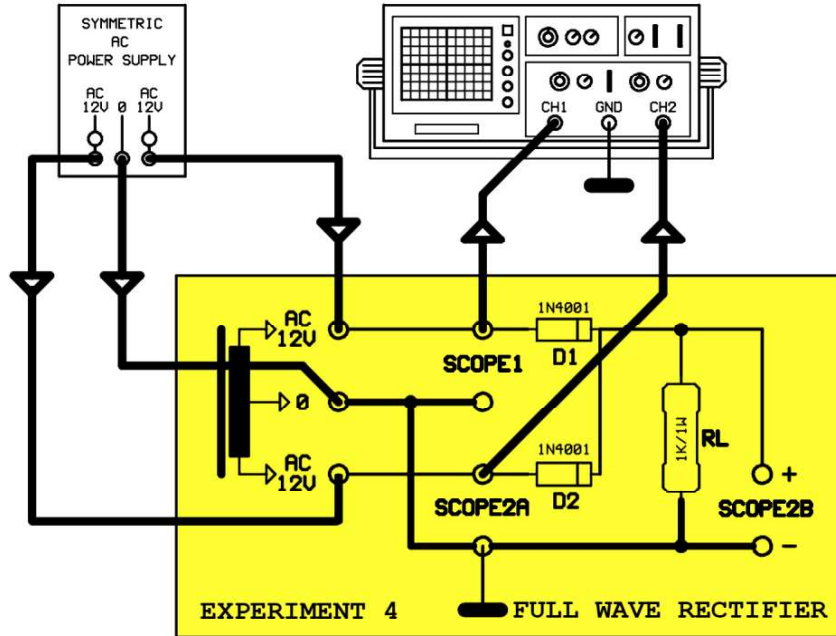 SYMMETRIC
AC
POWER SUPPLY
AC AC
12V 0 12V
CH1 GND CH2
AC
12V
1N4001
D1
SCOPE1
0
AC
12V
1N4001
D2
SCOPE2A
1K/1W
RL
+
SCOPE2B
-
EXPERIMENT 4 FULL WAVE RECTIFIER